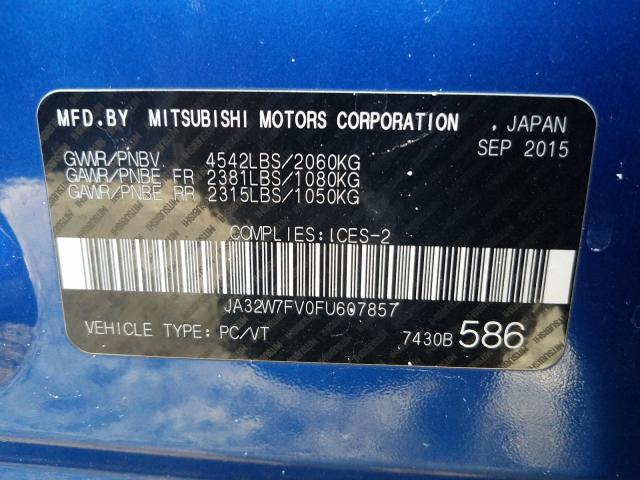 MFD.BY MITSUBISHI MOTORS CORPORATION , JAPAN
SEP 2015
GVWR/PNBV 4542LBS/2060KG
GAWR/PNBE FR 2381LBS/1080KG
GAWR/PNBE RR 2315LBS/1050KG
COMPLIES:ICES-2
JA32W7FV0FU607857
VEHICLE TYPE: PC/VT 7430B 586